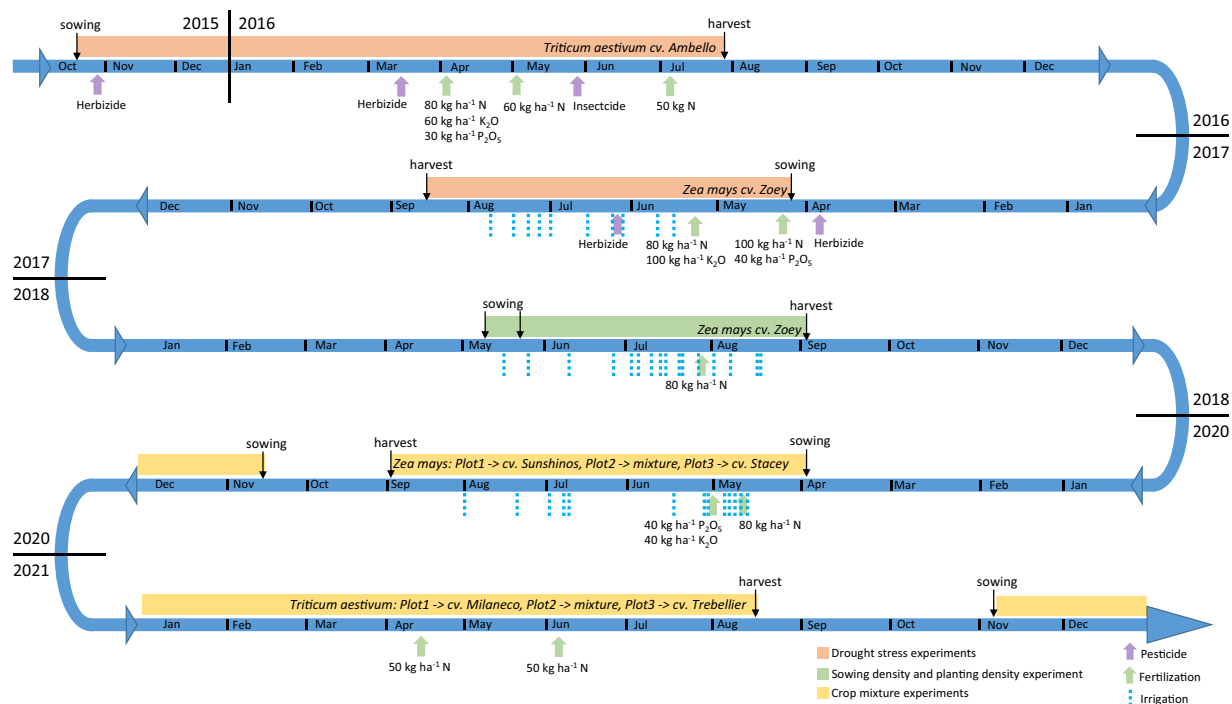 sowing
2015
2016
harvest
Triticum aestivum cv. Ambello
Oct Nov Dec Jan Feb Mar Apr May Jun Jul Aug Sep Oct Nov Dec
Herbizide
Herbizide
80 kg ha⁻¹ N
60 kg ha⁻¹ K₂O
30 kg ha⁻¹ P₂O₅
60 kg ha⁻¹ N
Insectcide
50 kg N
2016
2017
harvest
sowing
Zea mays cv. Zoey
Dec Nov Oct Sep Aug Jul Jun May Apr Mar Feb Jan
Herbizide
80 kg ha⁻¹ N
100 kg ha⁻¹ K₂O
100 kg ha⁻¹ N
40 kg ha⁻¹ P₂O₅
Herbizide
2017
2018
sowing
harvest
Zea mays cv. Zoey
Jan Feb Mar Apr May Jun Jul Aug Sep Oct Nov Dec
80 kg ha⁻¹ N
2018
2020
sowing
harvest
sowing
Zea mays: Plot1 -> cv. Sunshinos, Plot2 -> mixture, Plot3 -> cv. Stacey
Dec Nov Oct Sep Aug Jul Jun May Apr Mar Feb Jan
40 kg ha⁻¹ P₂O₅
40 kg ha⁻¹ K₂O
80 kg ha⁻¹ N
2020
2021
harvest
sowing
Triticum aestivum: Plot1 -> cv. Milaneco, Plot2 -> mixture, Plot3 -> cv. Trebellier
Jan Feb Mar Apr May Jun Jul Aug Sep Oct Nov Dec
50 kg ha⁻¹ N
50 kg ha⁻¹ N
Drought stress experiments
Sowing density and planting density experiment
Crop mixture experiments
Pesticide
Fertilization
Irrigation